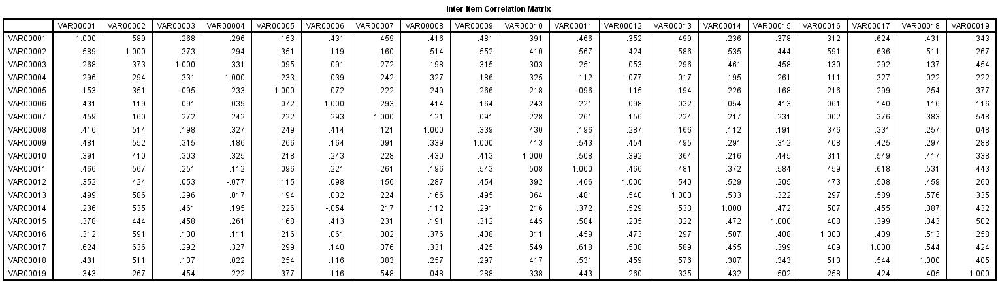 Inter-Item Correlation Matrix
VAR00001 VAR00002 VAR00003 VAR00004 VAR00005 VAR00006 VAR00007 VAR00008 VAR00009 VAR00010 VAR00011 VAR00012 VAR00013 VAR00014 VAR00015 VAR00016 VAR00017 VAR00018 VAR00019
VAR00001 1.000 .589 .268 .296 .153 .431 .459 .416 .481 .391 .466 .352 .499 .236 .378 .312 .624 .431 .343
VAR00002 .589 1.000 .373 .294 .351 .119 .160 .514 .552 .410 .567 .424 .586 .535 .444 .591 .636 .511 .267
VAR00003 .268 .373 1.000 .331 .095 .091 .272 .198 .315 .303 .251 .053 .296 .461 .458 .130 .292 .137 .454
VAR00004 .296 .294 .331 1.000 .233 .039 .242 .327 .186 .325 .112 -.077 .017 .195 .261 .111 .327 .022 .222
VAR00005 .153 .351 .095 .233 1.000 .072 .222 .249 .266 .218 .096 .115 .194 .226 .168 .216 .299 .254 .377
VAR00006 .431 .119 .091 .039 .072 1.000 .293 .414 .164 .243 .221 .098 .032 -.054 .413 .061 .140 .116 .116
VAR00007 .459 .160 .272 .242 .222 .293 1.000 .121 .091 .228 .261 .156 .224 .217 .231 .002 .376 .383 .548
VAR00008 .416 .514 .198 .327 .249 .414 .121 1.000 .339 .430 .196 .287 .166 .112 .191 .376 .331 .257 .048
VAR00009 .481 .552 .315 .186 .266 .164 .091 .339 1.000 .413 .543 .454 .495 .291 .312 .408 .425 .297 .288
VAR00010 .391 .410 .303 .325 .218 .243 .228 .430 .413 1.000 .508 .392 .364 .216 .445 .311 .549 .417 .338
VAR00011 .466 .567 .251 .112 .096 .221 .261 .196 .543 .508 1.000 .466 .481 .372 .584 .459 .618 .531 .443
VAR00012 .352 .424 .053 -.077 .115 .098 .156 .287 .454 .392 .466 1.000 .540 .529 .205 .473 .508 .459 .260
VAR00013 .499 .586 .296 .017 .194 .032 .224 .166 .495 .364 .481 .540 1.000 .533 .322 .297 .589 .576 .335
VAR00014 .236 .535 .461 .195 .226 -.054 .217 .112 .291 .216 .372 .529 .533 1.000 .472 .507 .455 .387 .432
VAR00015 .378 .444 .458 .261 .168 .413 .231 .191 .312 .445 .584 .205 .322 .472 1.000 .408 .399 .343 .502
VAR00016 .312 .591 .130 .111 .216 .061 .002 .376 .408 .311 .459 .473 .297 .507 .408 1.000 .409 .513 .258
VAR00017 .624 .636 .292 .327 .299 .140 .376 .331 .425 .549 .618 .508 .589 .455 .399 .409 1.000 .544 .424
VAR00018 .431 .511 .137 .022 .254 .116 .383 .257 .297 .417 .531 .459 .576 .387 .343 .513 .544 1.000 .405
VAR00019 .343 .267 .454 .222 .377 .116 .548 .048 .288 .338 .443 .260 .335 .432 .502 .258 .424 .405 1.000